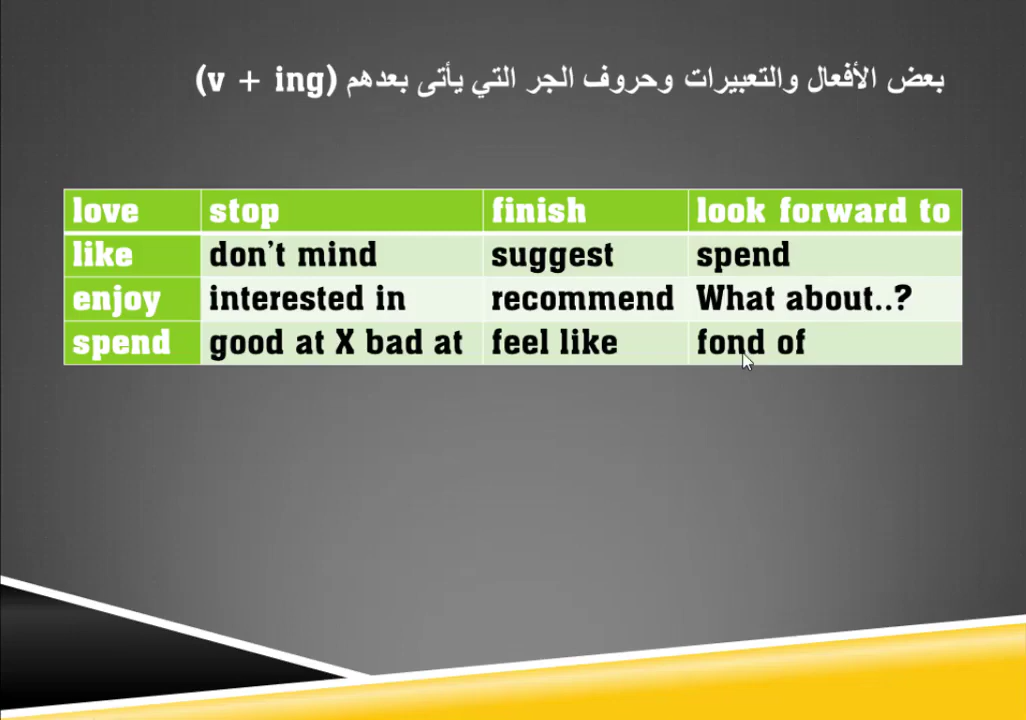 بعض الأفعال والتعبيرات وحروف الجر التي يأتى بعدهم (v + ing)
love stop finish look forward to
like don't mind suggest spend
enjoy interested in recommend What about..?
spend good at X bad at feel like fond of